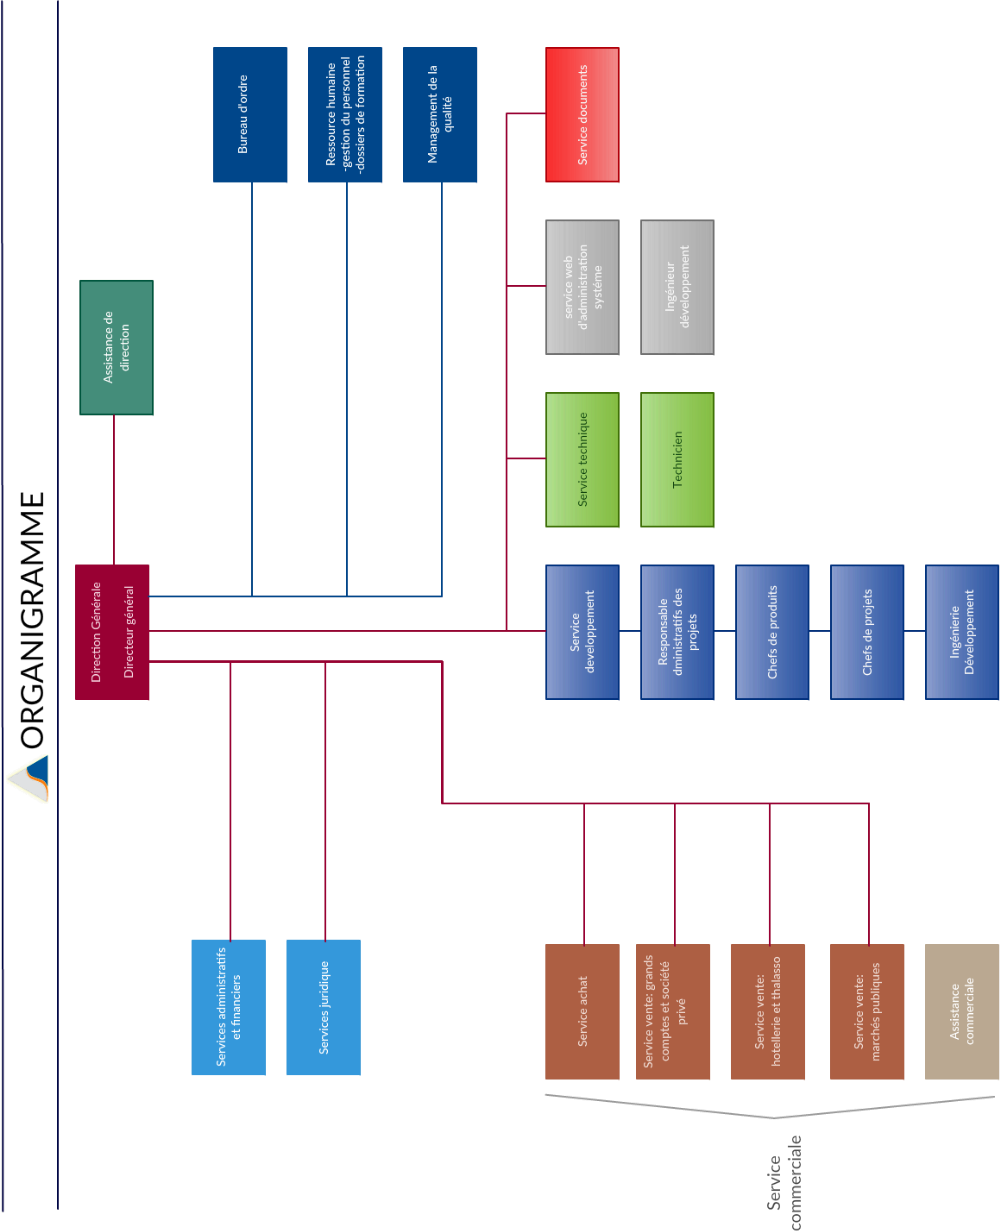 ORGANIGRAMME
Direction Générale
Directeur général
Assistance de
direction
Services administratifs
et financiers
Services juridique
Bureau d'ordre
Ressource humaine
-gestion du personnel
-dossiers de formation
Management de la
qualité
Service achat
Service vente: grands
comptes et société
privé
Service vente:
hotellerie et thalasso
Service vente:
marchés publiques
Assistance
commerciale
Service
commerciale
Service
developpement
Responsable
dministratifs des
projets
Chefs de produits
Chefs de projets
Ingénierie
Développement
Service technique
Technicien
service web
d'administration
systéme
Ingénieur
développement
Service documents